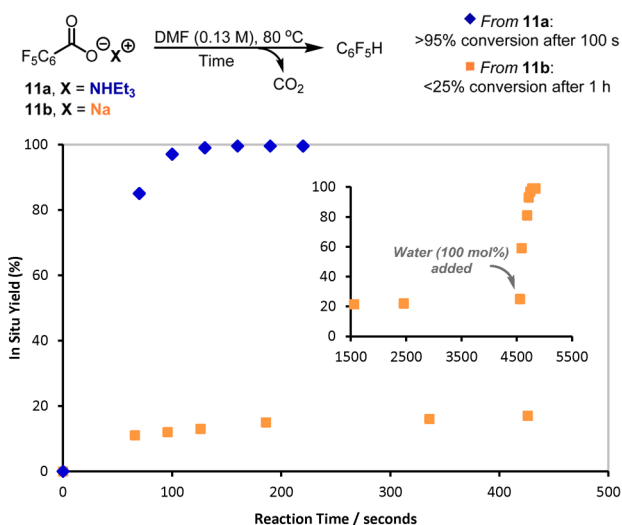 O
F₅C₆ O⊖ X⊕
DMF (0.13 M), 80 ºC
Time
CO₂
C₆F₅H
11a, X = NHEt₃
11b, X = Na
From 11a:
>95% conversion after 100 s
From 11b:
<25% conversion after 1 h
In Situ Yield (%)
100
80
60
40
20
0
0 100 200 300 400 500
Reaction Time / seconds
100
80
60
40
20
0
1500 2500 3500 4500 5500
Water (100 mol%)
added